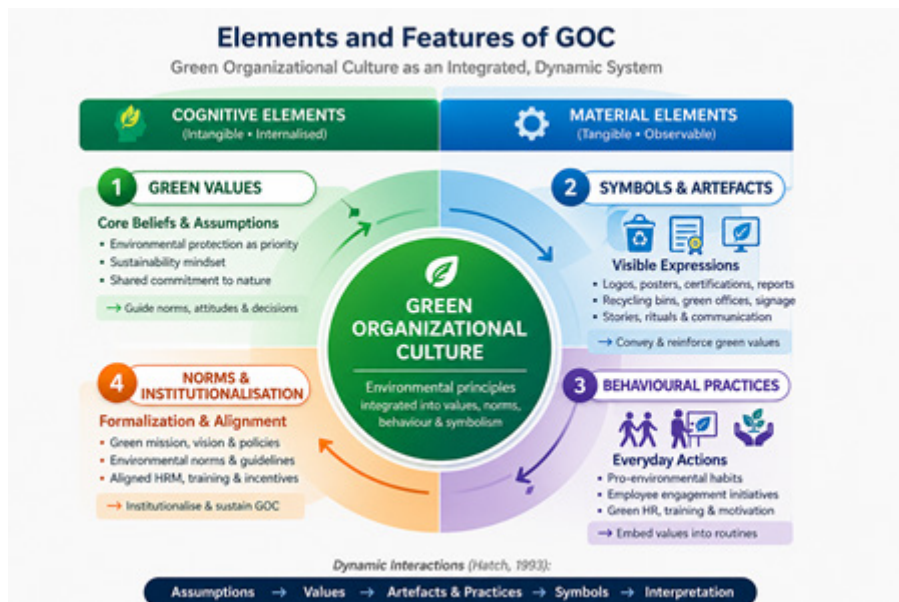 Elements and Features of GOC
Green Organizational Culture as an Integrated, Dynamic System
COGNITIVE ELEMENTS
(Intangible • Internalised)
MATERIAL ELEMENTS
(Tangible • Observable)
1 GREEN VALUES
Core Beliefs & Assumptions
• Environmental protection as priority
• Sustainability mindset
• Shared commitment to nature
→ Guide norms, attitudes & decisions
2 SYMBOLS & ARTEFACTS
Visible Expressions
• Logos, posters, certifications, reports
• Recycling bins, green offices, signage
• Stories, rituals & communication
→ Convey & reinforce green values
GREEN
ORGANIZATIONAL
CULTURE
Environmental principles
integrated into values, norms,
behaviour & symbolism
3 BEHAVIOURAL PRACTICES
Everyday Actions
• Pro-environmental habits
• Employee engagement initiatives
• Green HR, training & motivation
→ Embed values into routines
4 NORMS &
INSTITUTIONALISATION
Formalization & Alignment
• Green mission, vision & policies
• Environmental norms & guidelines
• Aligned HRM, training & incentives
→ Institutionalise & sustain GOC
Dynamic Interactions (Hatch, 1993):
Assumptions → Values → Artefacts & Practices → Symbols → Interpretation